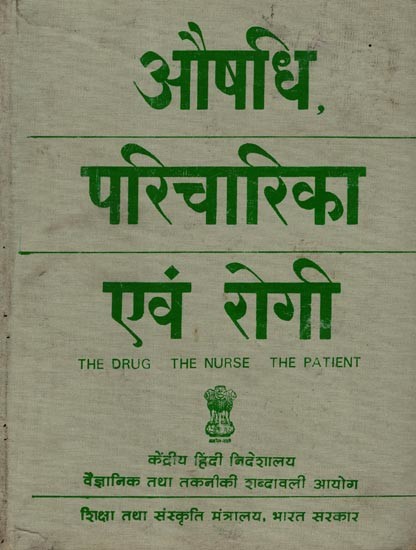 औषधि,
परिचारिका
एवं रोगी
THE DRUG THE NURSE THE PATIENT
केंद्रीय हिंदी निदेशालय
वैज्ञानिक तथा तकनीकी शब्दावली आयोग
शिक्षा तथा संस्कृति मंत्रालय, भारत सरकार